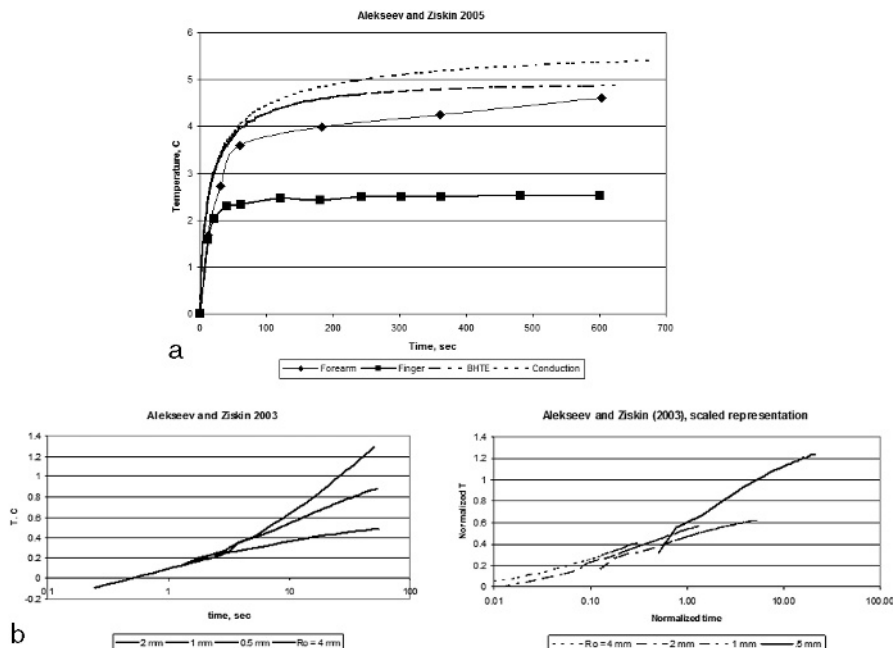 Alekseev and Ziskin 2005
6
5
4
3
2
1
0
Temperature, C
0 100 200 300 400 500 600 700
Time, sec
a
Forearm Finger BHTE Conduction
Alekseev and Ziskin 2003
1.4
1.2
1
0.8
0.6
0.4
0.2
0
-0.2
T, C
0.1 1 10 100
time, sec
b
2 mm 1 mm 0.5 mm Ro = 4 mm
Alekseev and Ziskin (2003), scaled representation
1.4
1.2
1
0.8
0.6
0.4
0.2
0
Normalized T
0.01 0.10 1.00 10.00 100.00
Normalized time
Ro = 4 mm 2 mm 1 mm .5 mm